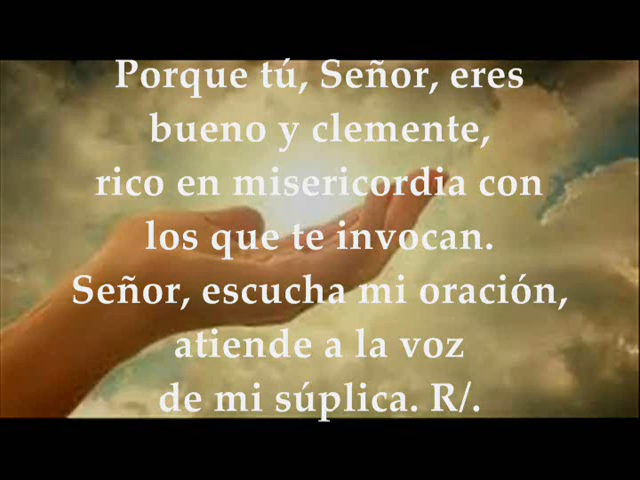 Porque tú, Señor, eres
bueno y clemente,
rico en misericordia con
los que te invocan.
Señor, escucha mi oración,
atiende a la voz
de mi súplica. R/.